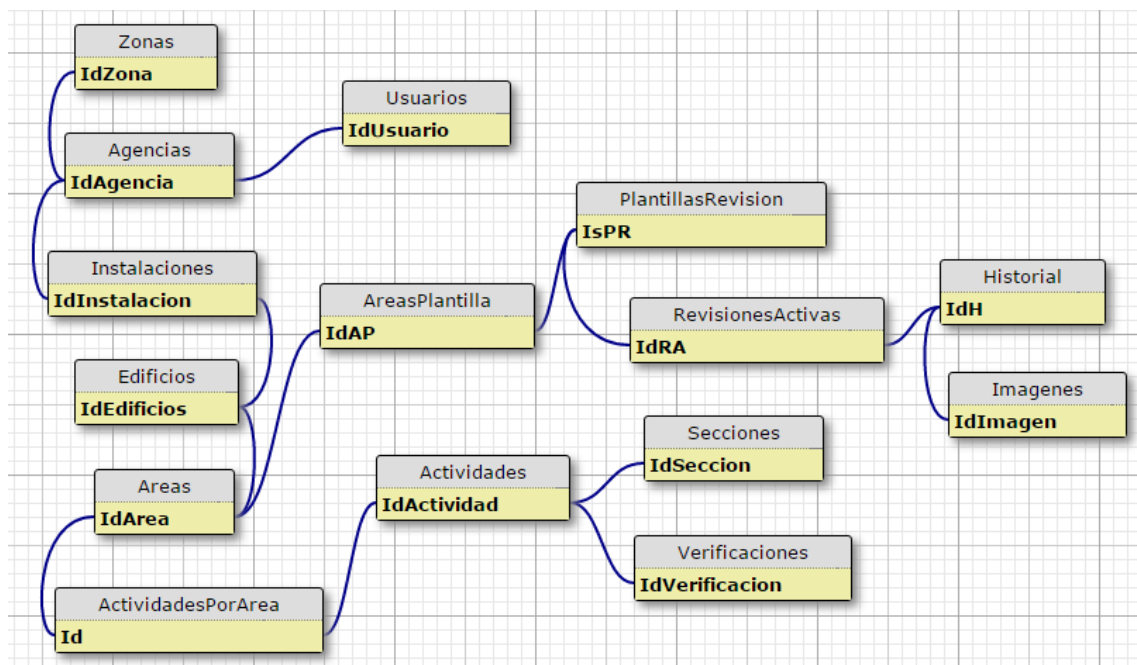 Zonas
IdZona
Usuarios
IdUsuario
Agencias
IdAgencia
PlantillasRevision
IsPR
Instalaciones
IdInstalacion
AreasPlantilla
IdAP
RevisionesActivas
IdRA
Historial
IdH
Edificios
IdEdificios
Imagenes
IdImagen
Secciones
IdSeccion
Areas
IdArea
Actividades
IdActividad
Verificaciones
IdVerificacion
ActividadesPorArea
Id